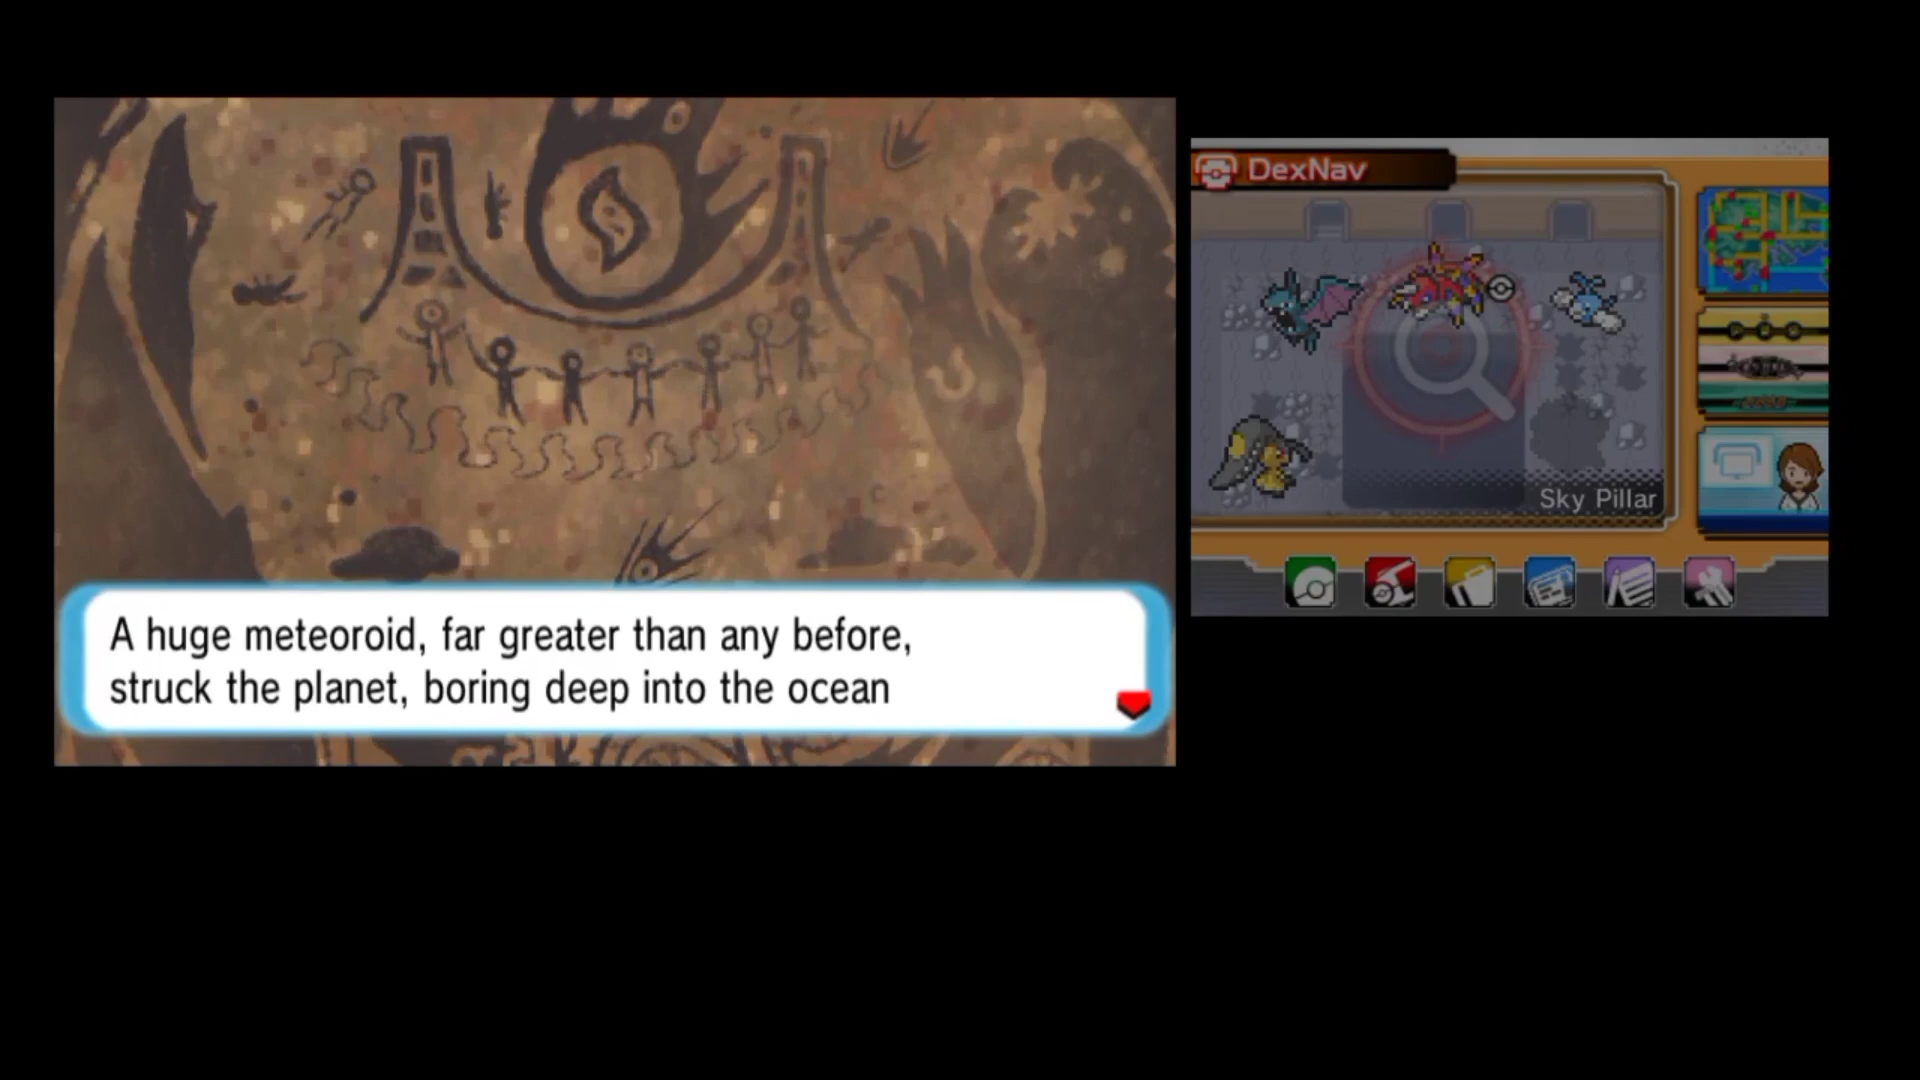 A huge meteoroid, far greater than any before,
struck the planet, boring deep into the ocean
DexNav
Sky Pillar